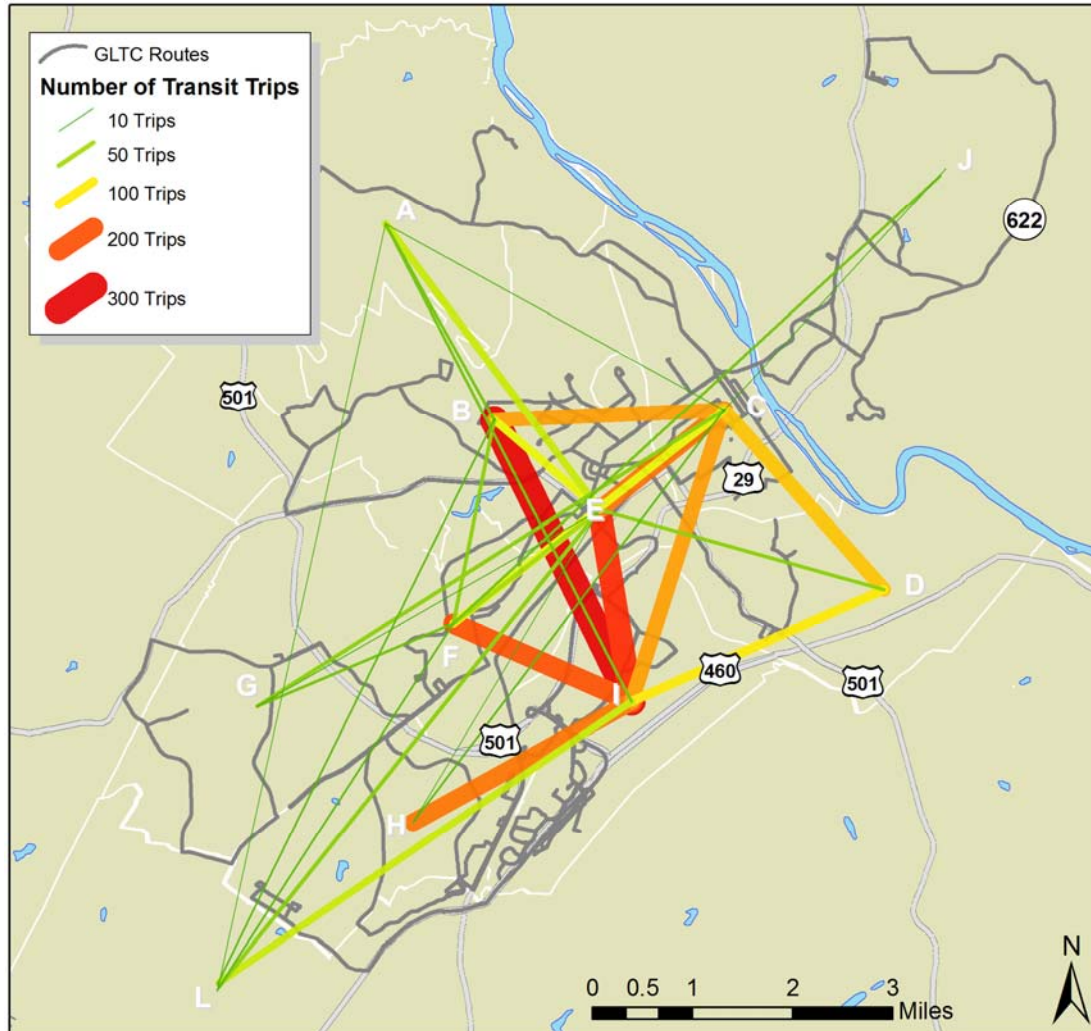 GLTC Routes
Number of Transit Trips
10 Trips
50 Trips
100 Trips
200 Trips
300 Trips
J
A
622
501
B
C
29
E
D
F
G
I
460
501
501
H
L
N
0 0.5 1 2 3
Miles